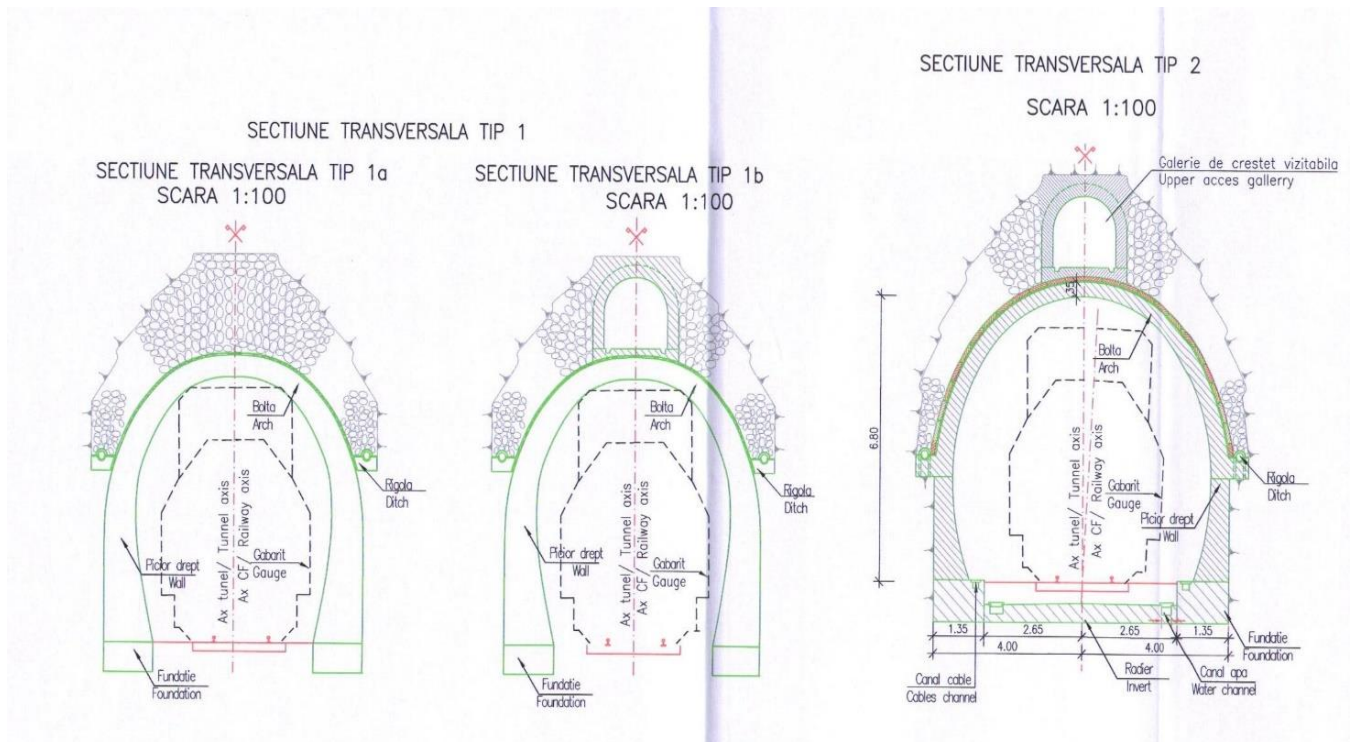 SECTIUNE TRANSVERSALA TIP 1
SECTIUNE TRANSVERSALA TIP 1a
SCARA 1:100
Bolta
Arch
Rigola
Ditch
Picior drept
Wall
Ax tunel/ Tunnel axis
Ax CF/ Railway axis
Gabarit
Gauge
Fundatie
Foundation
SECTIUNE TRANSVERSALA TIP 1b
SCARA 1:100
Bolta
Arch
Rigola
Ditch
Picior drept
Wall
Ax tunel/ Tunnel axis
Ax CF/ Railway axis
Gabarit
Gauge
Fundatie
Foundation
SECTIUNE TRANSVERSALA TIP 2
SCARA 1:100
Galerie de crestet vizitabila
Upper acces gallerry
35
Bolta
Arch
6.80
Ax tunel/ Tunnel axis
Ax CF/ Railway axis
Gabarit
Gauge
Rigola
Ditch
Picior drept
Wall
1.35 2.65 2.65 1.35
4.00 4.00
Fundatie
Foundation
Canal cable
Cables channel
Radier
Invert
Canal apa
Water channel